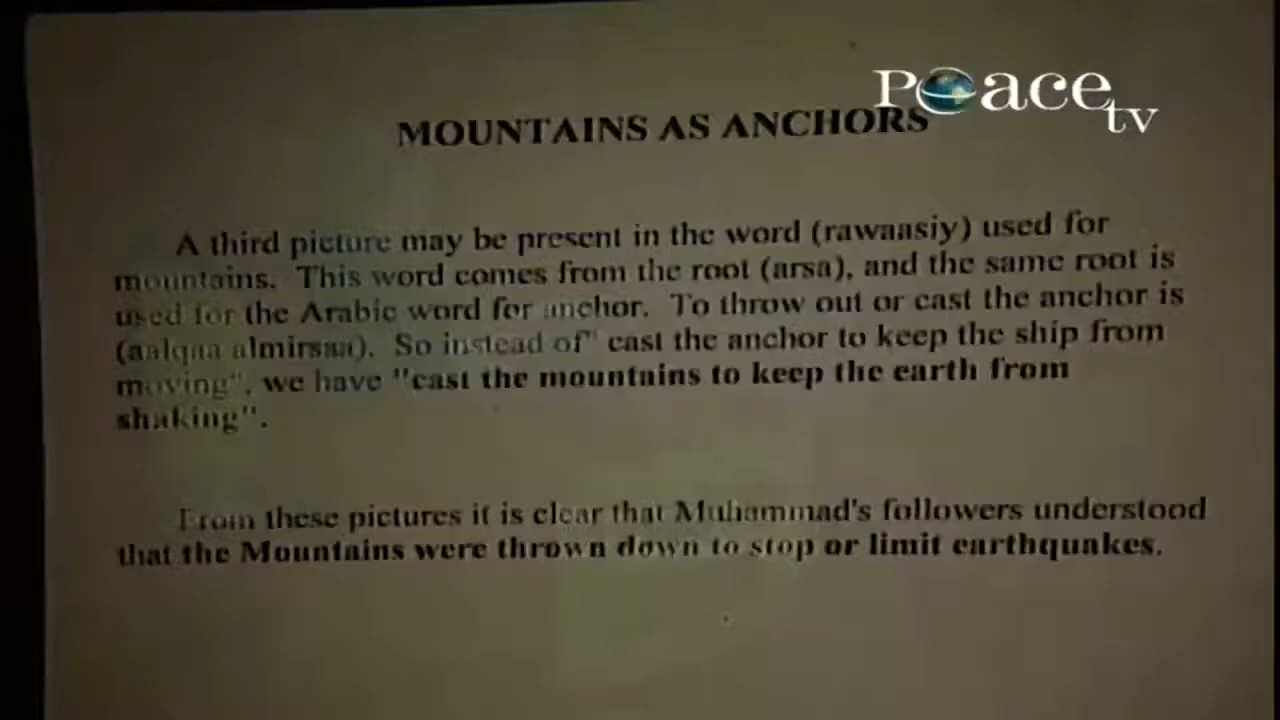 Peace tv
MOUNTAINS AS ANCHORS
A third picture may be present in the word (rawaasiy) used for
mountains. This word comes from the root (arsa), and the same root is
used for the Arabic word for anchor. To throw out or cast the anchor is
(aalqaa almirsaa). So instead of" cast the anchor to keep the ship from
moving", we have "cast the mountains to keep the earth from
shaking".
From these pictures it is clear that Muhammad's followers understood
that the Mountains were thrown down to stop or limit earthquakes.